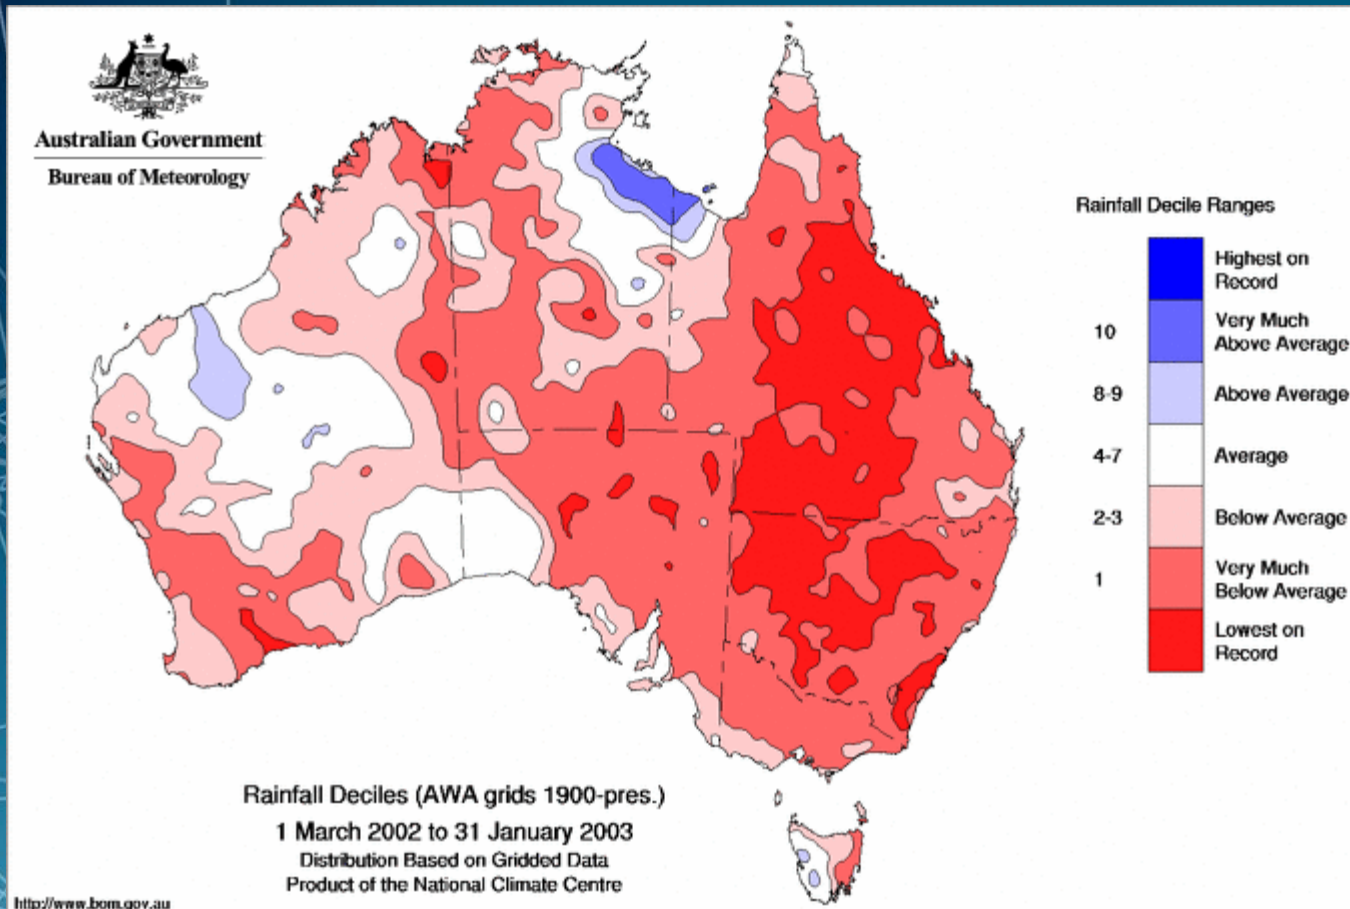 Australian Government
Bureau of Meteorology
Rainfall Decile Ranges
Highest on
Record
10
Very Much
Above Average
8-9
Above Average
4-7
Average
2-3
Below Average
1
Very Much
Below Average
Lowest on
Record
Rainfall Deciles (AWA grids 1900-pres.)
1 March 2002 to 31 January 2003
Distribution Based on Gridded Data
Product of the National Climate Centre
http://www.bom.gov.au